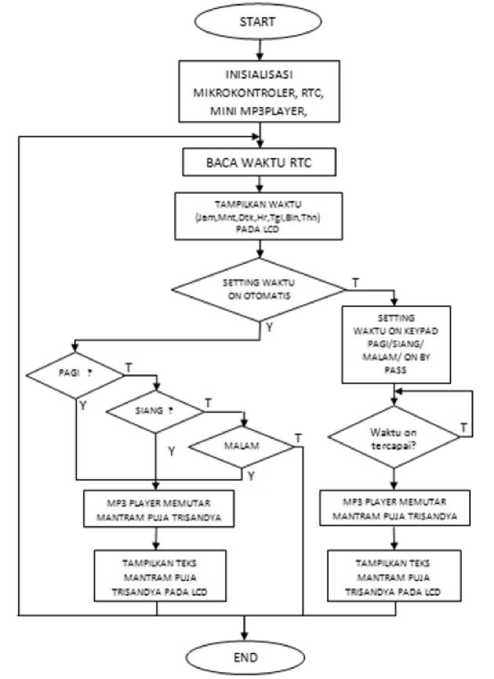 START
INISIALISASI
MIKROKONTROLER, RTC,
MINI MP3PLAYER,
BACA WAKTU RTC
TAMPILKAN WAKTU
(Jam,Mnt,Dtk,Hr,Tgl,Bln,Thn)
PADA LCD
SETTING WAKTU
ON OTOMATIS
T
Y
SETTING
WAKTU ON KEYPAD
PAGI/SIANG/
MALAM/ ON BY
PASS
PAGI ?
T
Y
SIANG ?
T
Y
MALAM
T
Y
Waktu on
tercapai?
T
MP3 PLAYER MEMUTAR
MANTRAM PUJA TRISANDYA
MP3 PLAYER MEMUTAR
MANTRAM PUJA TRISANDYA
TAMPILKAN TEKS
MANTRAM PUJA
TRISANDYA PADA LCD
TAMPILKAN TEKS
MANTRAM PUJA
TRISANDYA PADA LCD
END